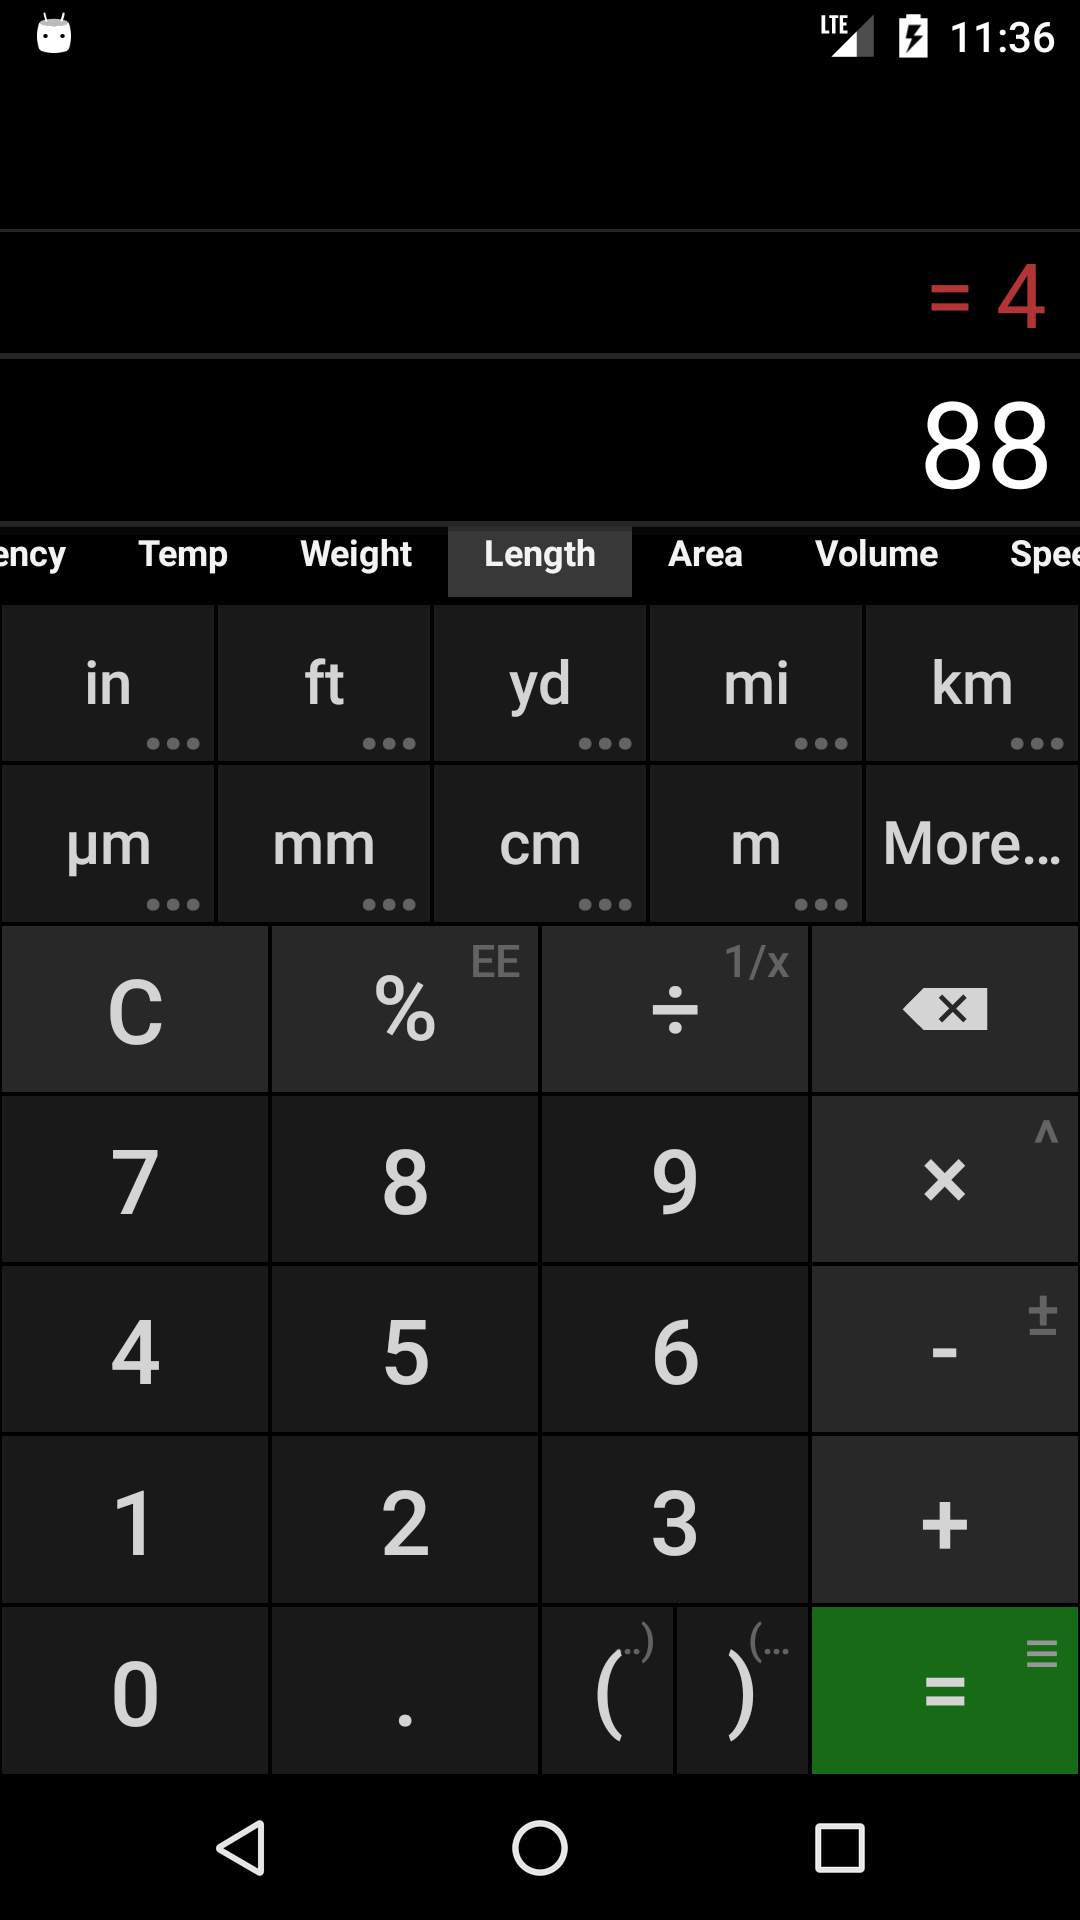 LTE 11:36
= 4
88
ency Temp Weight Length Area Volume Spee
in ft yd mi km
µm mm cm m More...
C % EE ÷ 1/x
7 8 9 × ^
4 5 6 - ±
1 2 3 +
0 . ( ..) ) (... = ≡